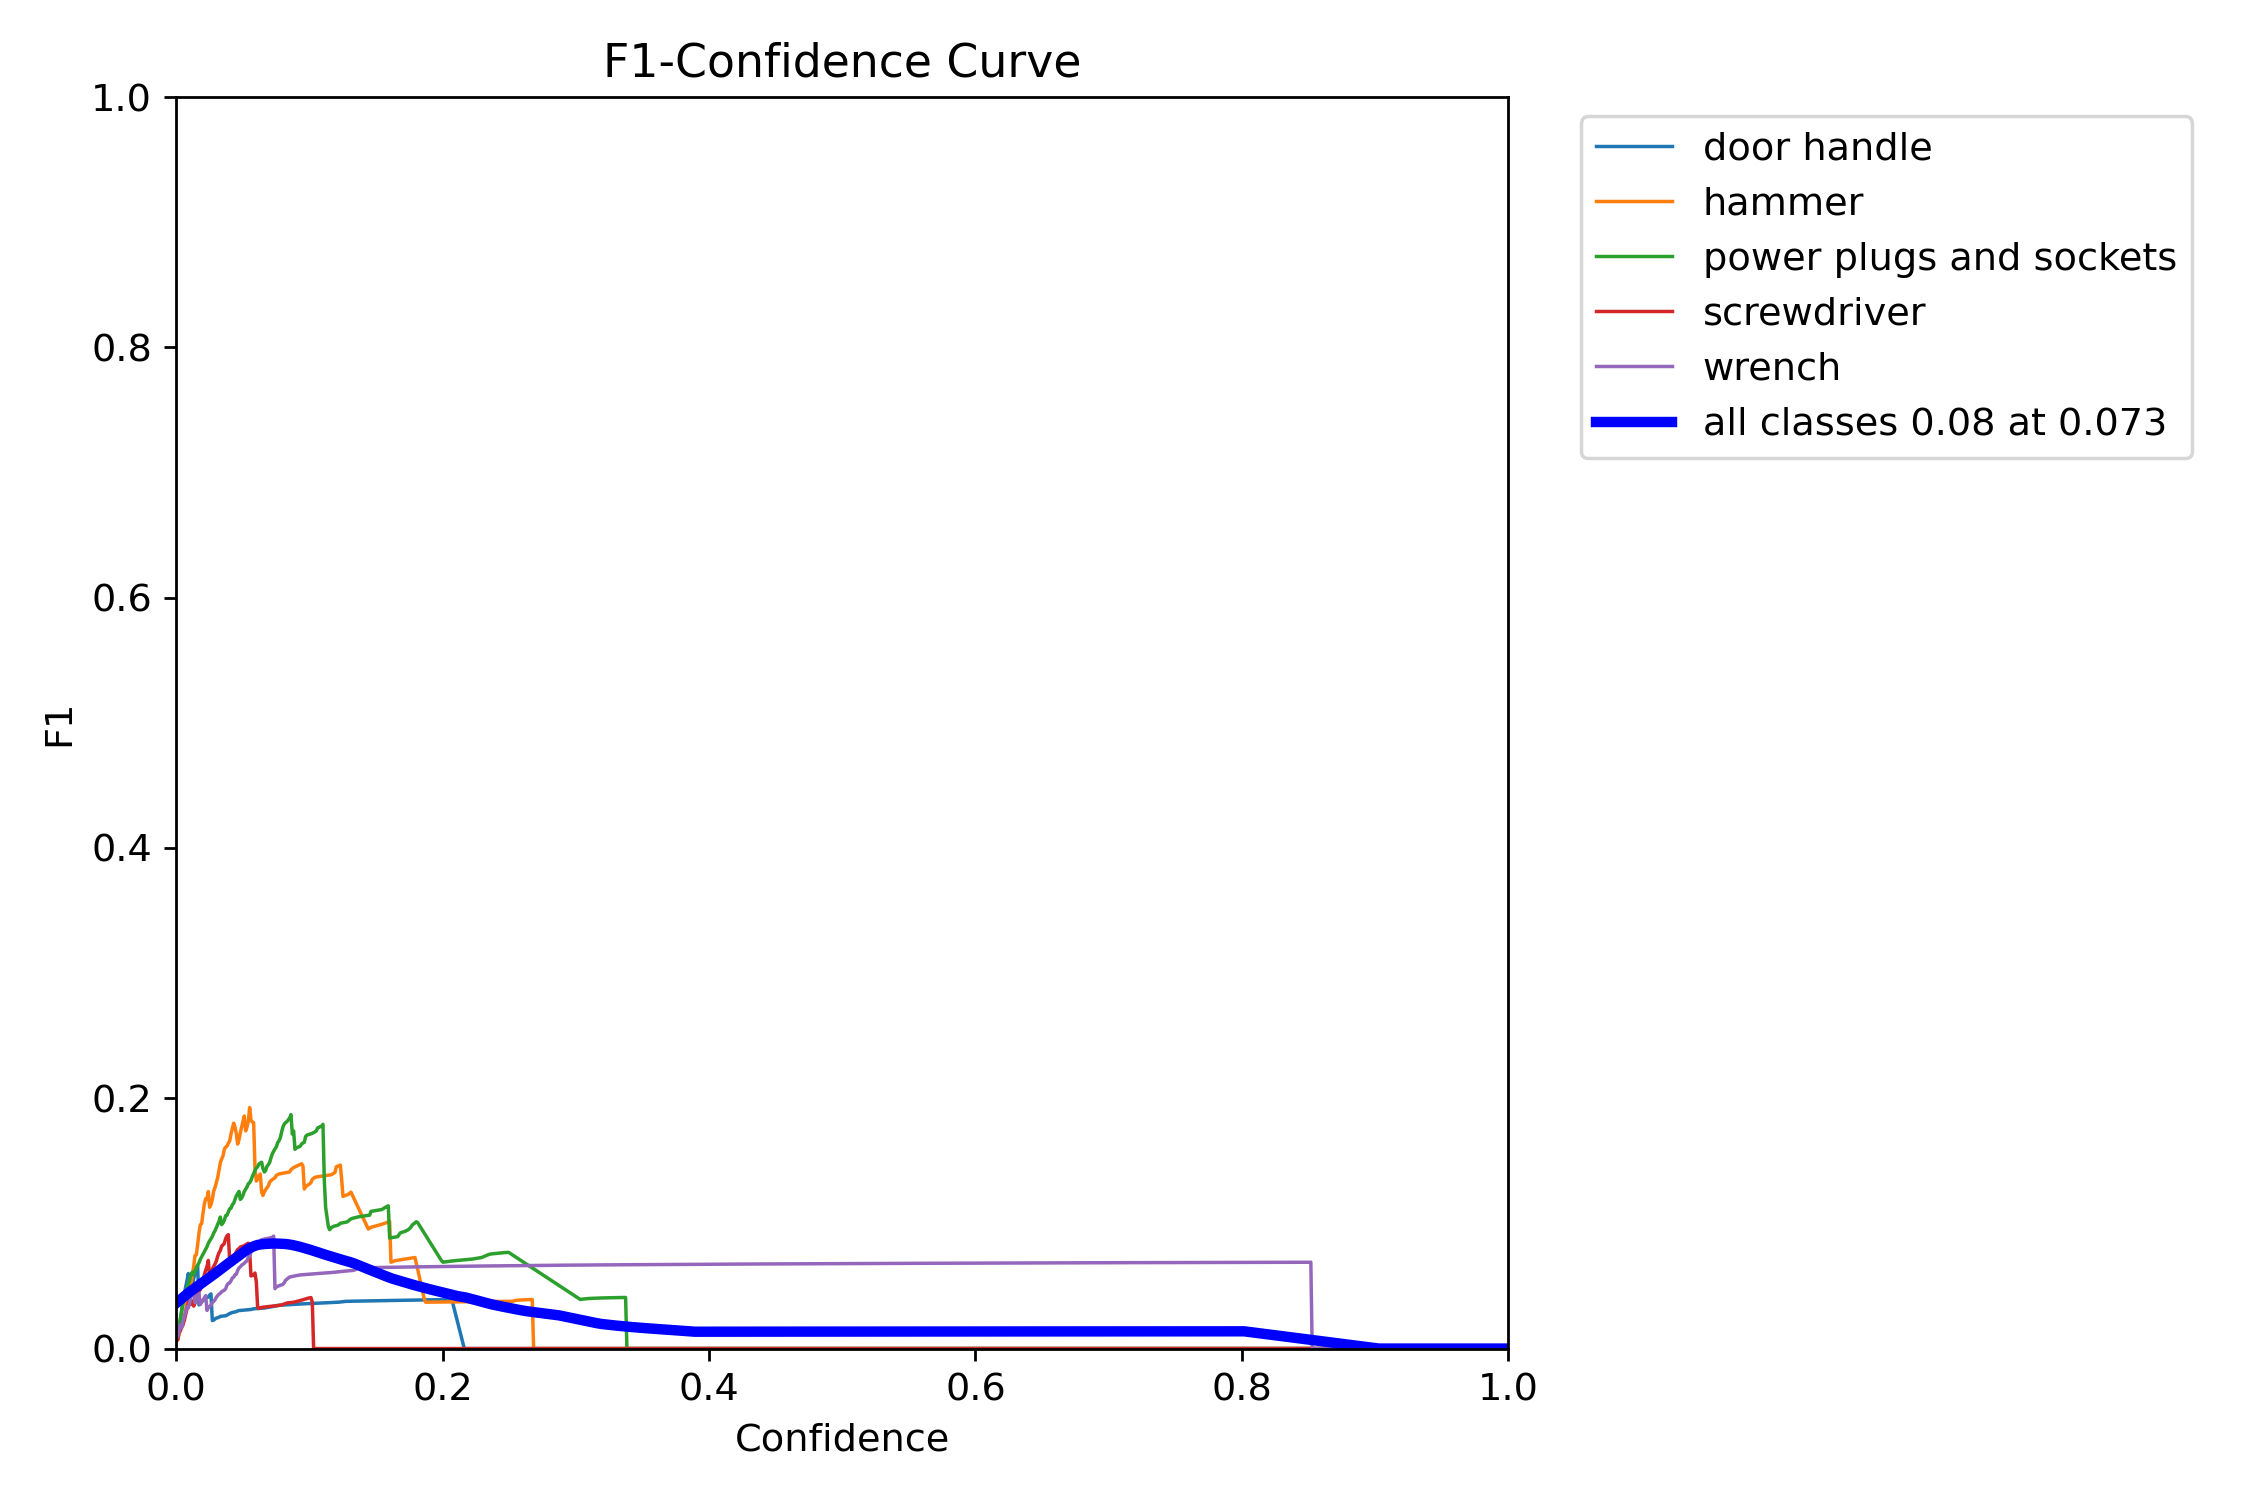 F1-Confidence Curve
1.0
0.8
0.6
0.4
0.2
0.0
F1
0.0 0.2 0.4 0.6 0.8 1.0
Confidence
door handle
hammer
power plugs and sockets
screwdriver
wrench
all classes 0.08 at 0.073